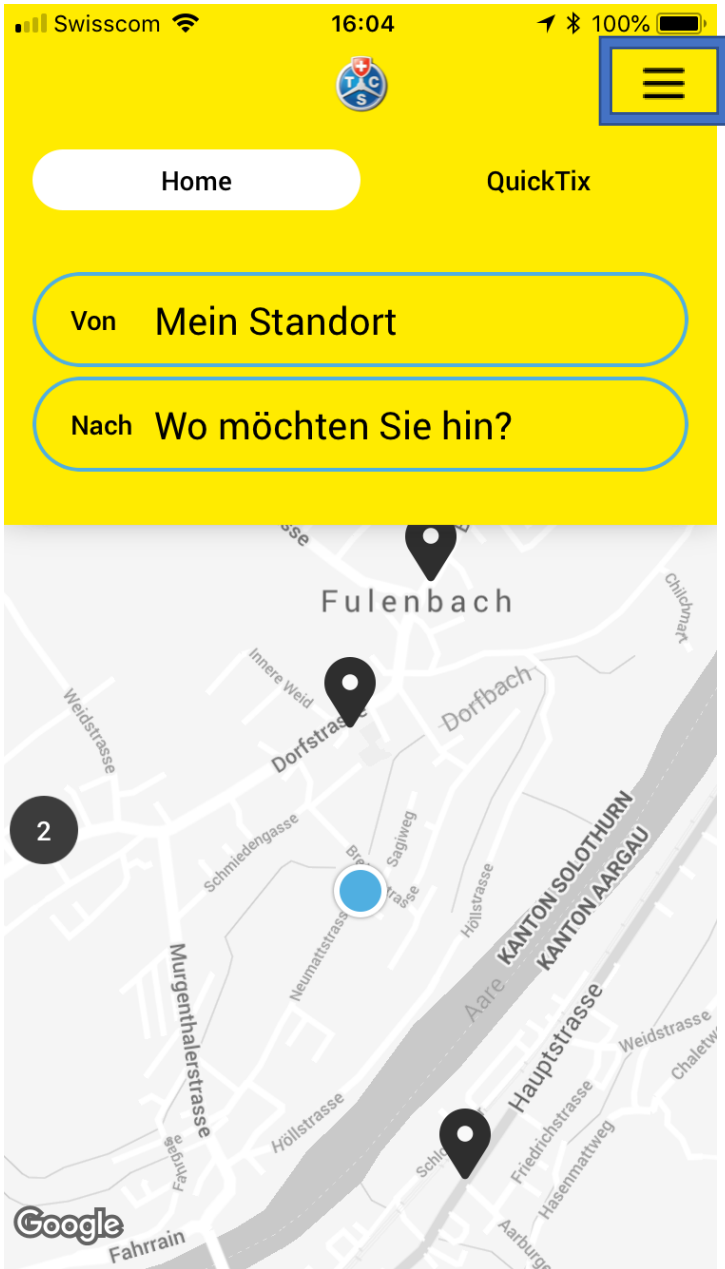 Swisscom 16:04 100%
TCS
Home QuickTix
Von Mein Standort
Nach Wo möchten Sie hin?
Fulenbach
Innere Weid
Dorfbach
Weidstrasse
Dorfstrasse
2
Schmiedengasse
Sagiweg
Höllstrasse
KANTON SOLOTHURN
KANTON AARGAU
Neumattstrasse
Murgenthalerstrasse
Aare
Hauptstrasse
Weidstrasse
Höllstrasse
Friedrichstrasse
Hasenmattweg
Google
Fahrrain